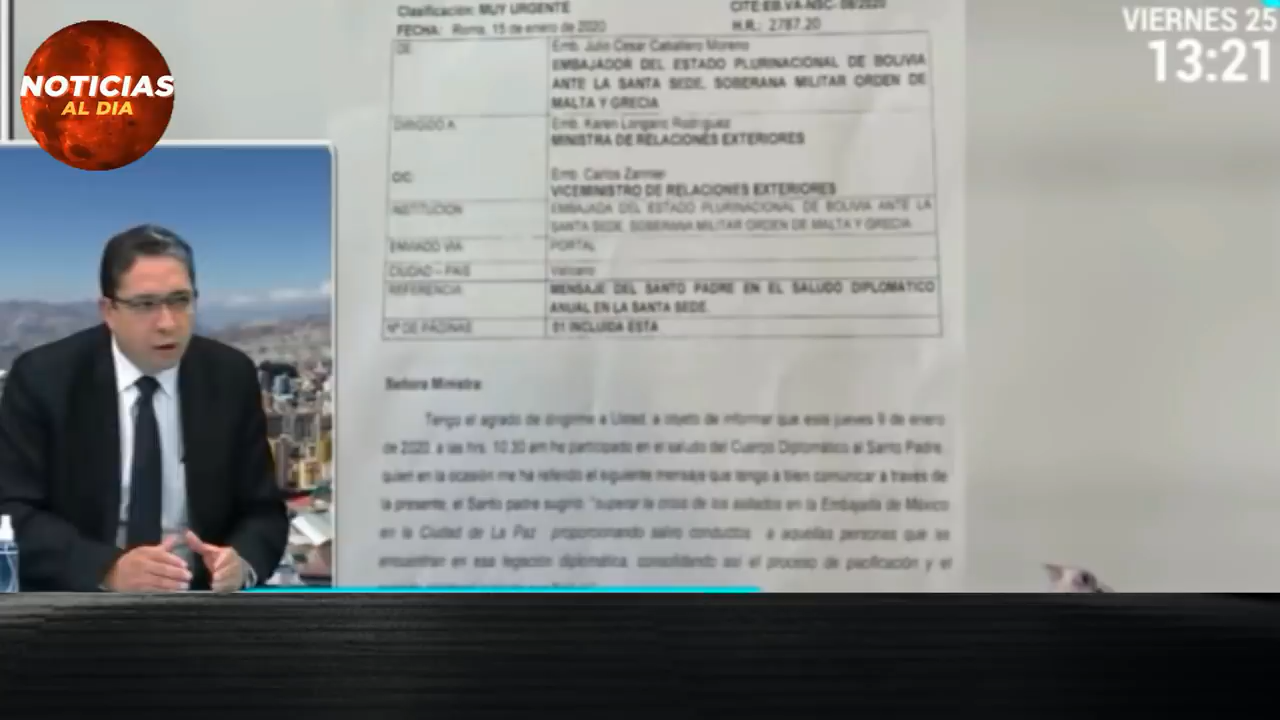 NOTICIAS
AL DIA
VIERNES 25
13:21
Clasificación: MUY URGENTE
CITE:EB.VA-NSC- 08/2020
FECHA: Roma, 15 de enero de 2020
H.R.: 2787.20
DE
Emb. Julio Cesar Caballero Moreno
EMBAJADOR DEL ESTADO PLURINACIONAL DE BOLIVIA
ANTE LA SANTA SEDE, SOBERANA MILITAR ORDEN DE
MALTA Y GRECIA
DIRIGIDO A
Emb. Karen Longaric Rodriguez
MINISTRA DE RELACIONES EXTERIORES
CC:
Emb. Carlos
VICEMINISTRO DE RELACIONES EXTERIORES
INSTITUCION
EMBAJADA DEL ESTADO PLURINACIONAL DE BOLIVIA ANTE LA
SANTA SEDE, SOBERANA MILITAR ORDEN DE MALTA Y GRECIA
ENVIADO VIA
PORTAL
CIUDAD – PAIS
Vaticano
REFERENCIA
MENSAJE DEL SANTO PADRE EN EL SALUDO DIPLOMATICO
ANUAL EN LA SANTA SEDE.
Nº DE PÁGINAS
01 INCLUIDA ESTA
Señora Ministra
Tengo el agrado de dirigirme a Usted, a objeto de informar que este jueves 9 de enero
de 2020, a las hrs. 10.30 am he participado en el saludo del Cuerpo Diplomático al Santo Padre,
quien en la ocasión me ha referido el siguiente mensaje que tengo a bien comunicar a través de
la presente, el Santo padre sugirió: "superar la crisis de los asilados en la Embajada de México
en la Ciudad de La Paz proporcionando salvo conductos a aquellas personas que se
encuentran en esa legación diplomática, consolidando así el proceso de pacificación y el